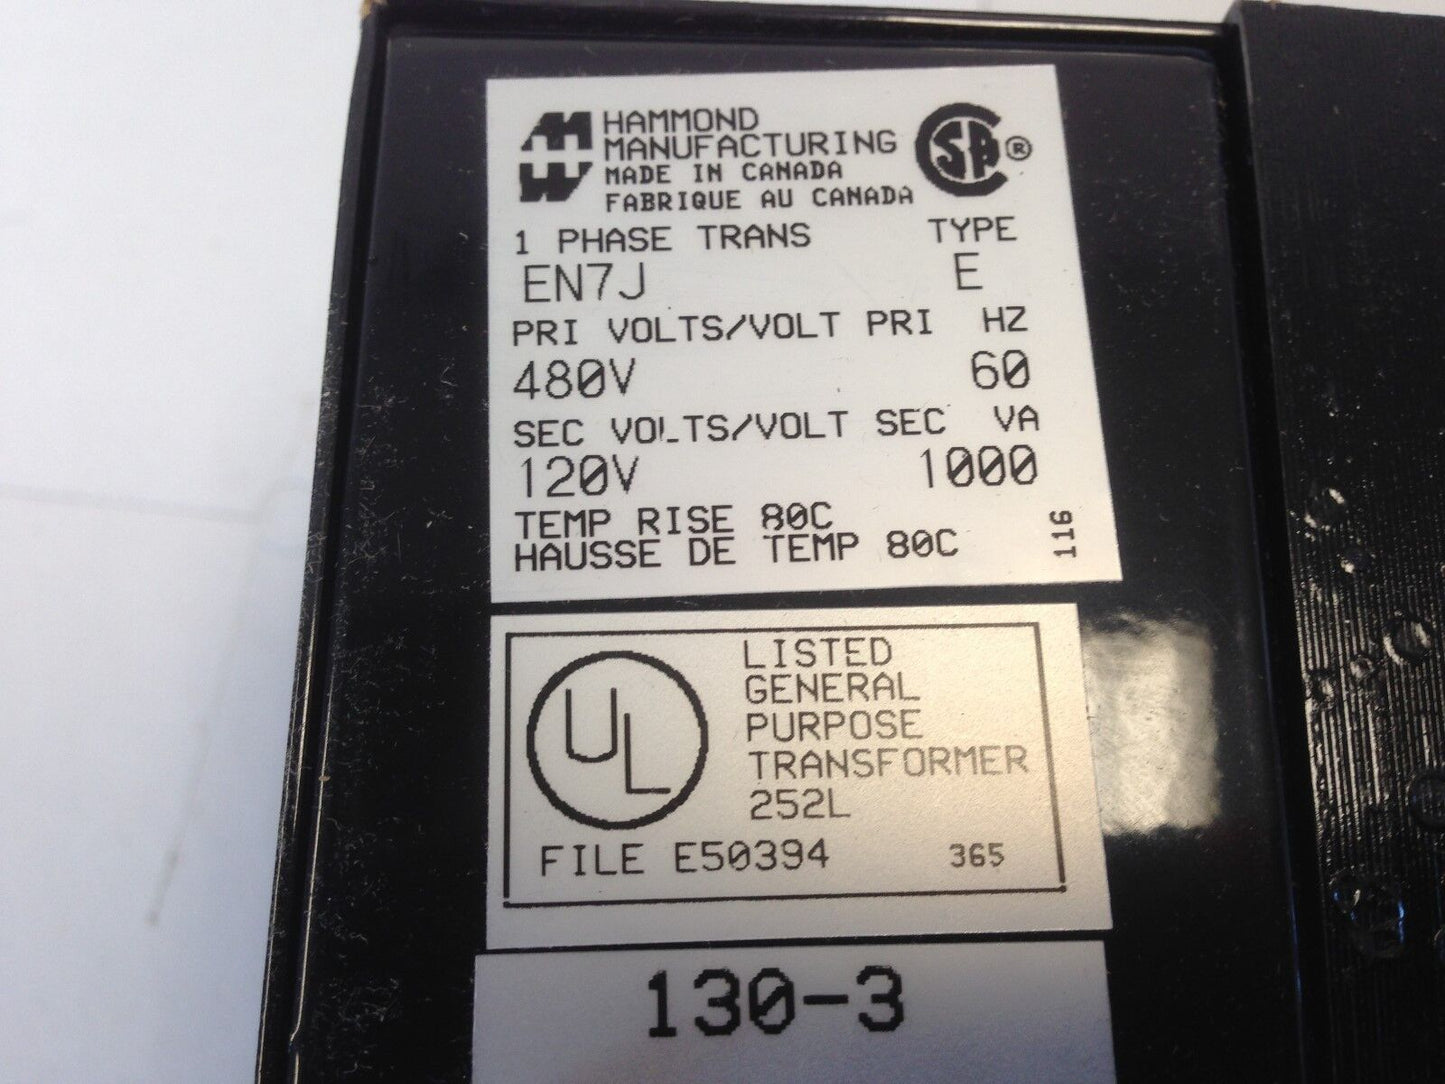 HAMMOND
MANUFACTURING
MADE IN CANADA
FABRIQUE AU CANADA
SA ®
1 PHASE TRANS TYPE
EN7J E
PRI VOLTS/VOLT PRI HZ
480V 60
SEC VOLTS/VOLT SEC VA
120V 1000
TEMP RISE 80C
HAUSSE DE TEMP 80C
116
UL
LISTED
GENERAL
PURPOSE
TRANSFORMER
252L
FILE E50394 365
130-3